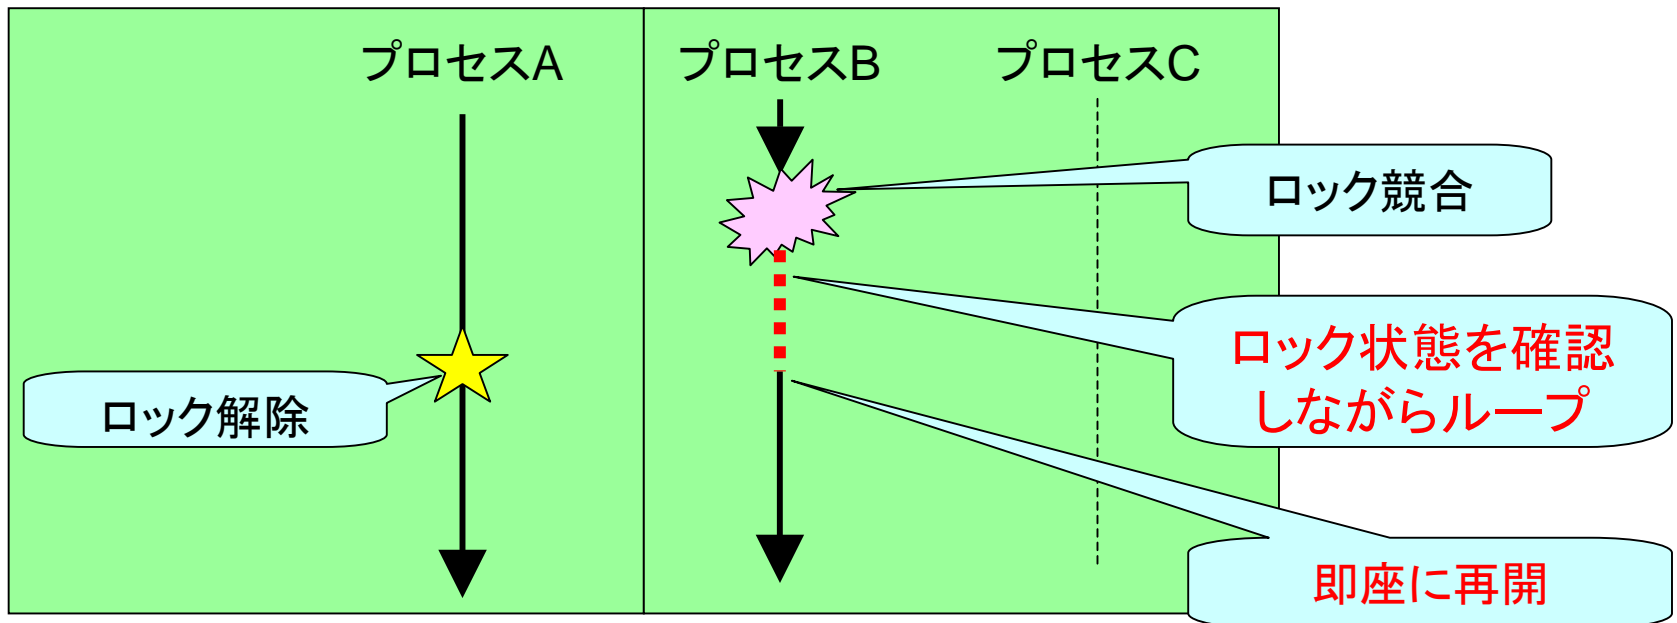 プロセスA
プロセスB
プロセスC
ロック競合
ロック状態を確認
しながらループ
ロック解除
即座に再開